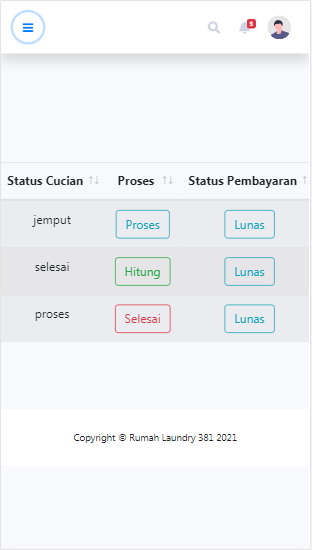 5
Status Cucian Proses Status Pembayaran
jemput Proses Lunas
selesai Hitung Lunas
proses Selesai Lunas
Copyright © Rumah Laundry 381 2021